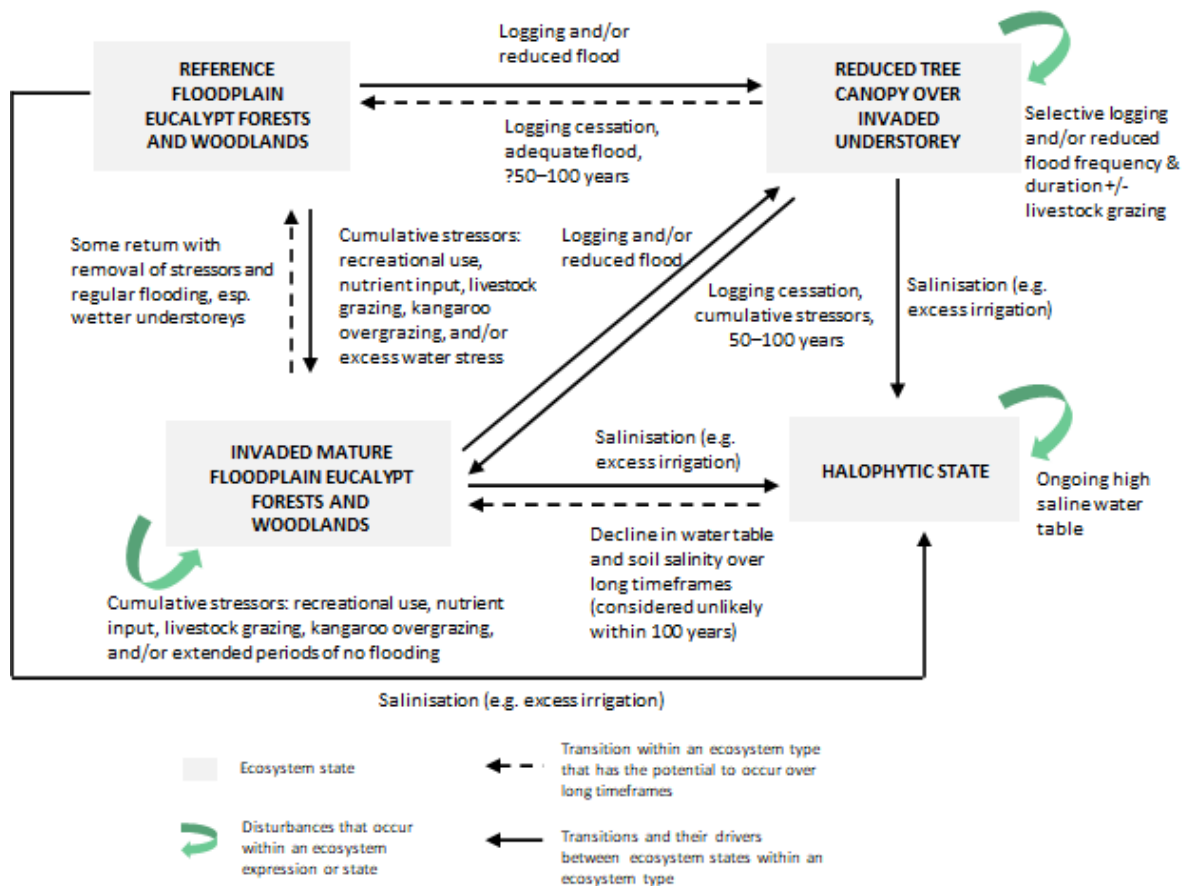 REFERENCE
FLOODPLAIN
EUCALYPT FORESTS
AND WOODLANDS
Logging and/or
reduced flood
Logging cessation,
adequate flood,
?50–100 years
REDUCED TREE
CANOPY OVER
INVADED
UNDERSTOREY
Selective logging
and/or reduced
flood frequency &
duration +/-
livestock grazing
Some return with
removal of stressors and
regular flooding, esp.
wetter understoreys
Cumulative stressors:
recreational use,
nutrient input, livestock
grazing, kangaroo
overgrazing, and/or
excess water stress
Logging and/or
reduced flood
Logging cessation,
cumulative stressors,
50–100 years
Salinisation (e.g.
excess irrigation)
INVADED MATURE
FLOODPLAIN EUCALYPT
FORESTS AND
WOODLANDS
Salinisation (e.g.
excess irrigation)
Decline in water table
and soil salinity over
long timeframes
(considered unlikely
within 100 years)
HALOPHYTIC STATE
Ongoing high
saline water
table
Cumulative stressors: recreational use, nutrient
input, livestock grazing, kangaroo overgrazing,
and/or extended periods of no flooding
Salinisation (e.g. excess irrigation)
Ecosystem state
Transition within an ecosystem type
that has the potential to occur over
long timeframes
Disturbances that occur
within an ecosystem
expression or state
Transitions and their drivers
between ecosystem states within an
ecosystem type